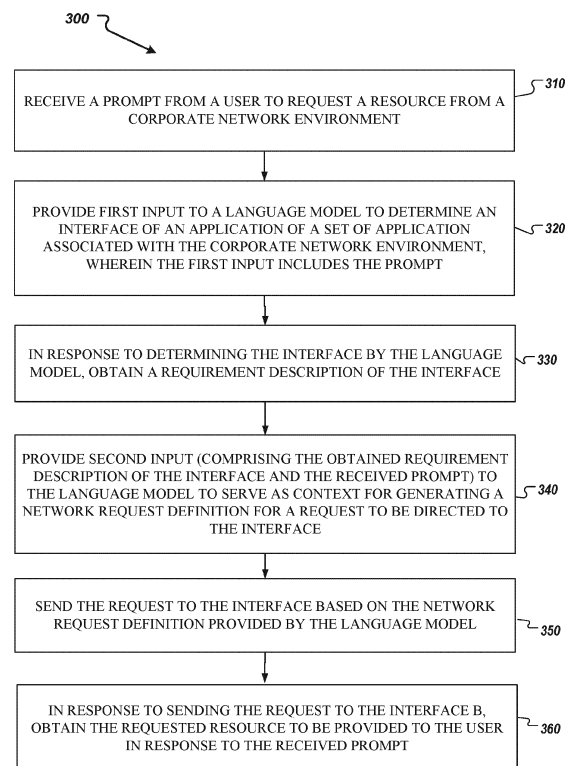 300
310
RECEIVE A PROMPT FROM A USER TO REQUEST A RESOURCE FROM A
CORPORATE NETWORK ENVIRONMENT
PROVIDE FIRST INPUT TO A LANGUAGE MODEL TO DETERMINE AN
INTERFACE OF AN APPLICATION OF A SET OF APPLICATION
ASSOCIATED WITH THE CORPORATE NETWORK ENVIRONMENT,
WHEREIN THE FIRST INPUT INCLUDES THE PROMPT
320
IN RESPONSE TO DETERMINING THE INTERFACE BY THE LANGUAGE
MODEL, OBTAIN A REQUIREMENT DESCRIPTION OF THE INTERFACE
330
PROVIDE SECOND INPUT (COMPRISING THE OBTAINED REQUIREMENT
DESCRIPTION OF THE INTERFACE AND THE RECEIVED PROMPT) TO
THE LANGUAGE MODEL TO SERVE AS CONTEXT FOR GENERATING A
NETWORK REQUEST DEFINITION FOR A REQUEST TO BE DIRECTED TO
THE INTERFACE
340
SEND THE REQUEST TO THE INTERFACE BASED ON THE NETWORK
REQUEST DEFINITION PROVIDED BY THE LANGUAGE MODEL
350
IN RESPONSE TO SENDING THE REQUEST TO THE INTERFACE B,
OBTAIN THE REQUESTED RESOURCE TO BE PROVIDED TO THE USER
IN RESPONSE TO THE RECEIVED PROMPT
360